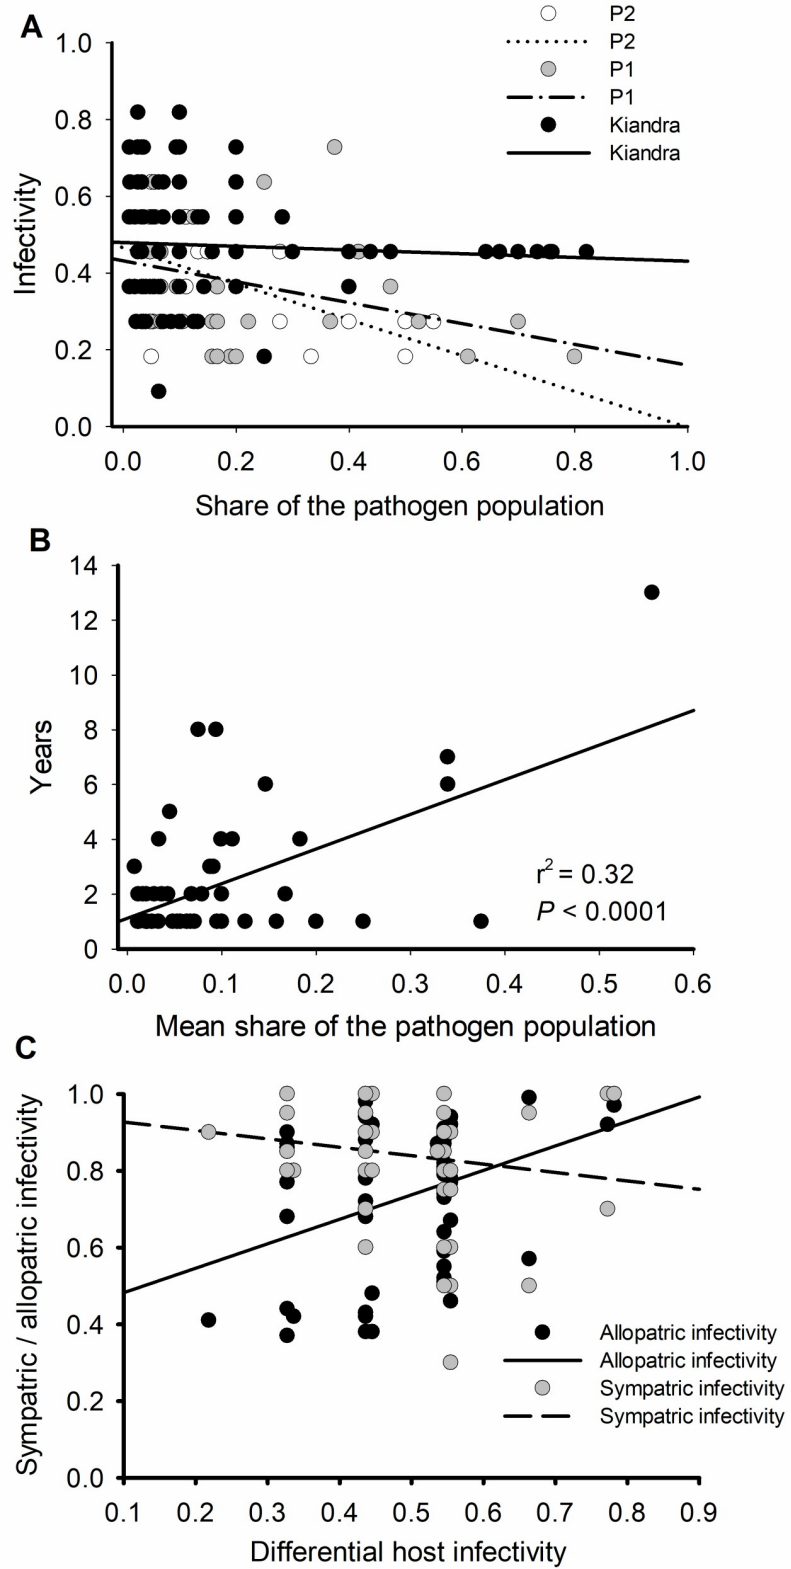 A
P2
P2
P1
P1
Kiandra
Kiandra
1.0
0.8
0.6
0.4
0.2
0.0
Infectivity
0.0 0.2 0.4 0.6 0.8 1.0
Share of the pathogen population
B
14
12
10
8
6
4
2
0
Years
r2 = 0.32
P < 0.0001
0.0 0.1 0.2 0.3 0.4 0.5 0.6
Mean share of the pathogen population
C
1.0
0.8
0.6
0.4
0.2
0.0
Sympatric / allopatric infectivity
Allopatric infectivity
Allopatric infectivity
Sympatric infectivity
Sympatric infectivity
0.1 0.2 0.3 0.4 0.5 0.6 0.7 0.8 0.9
Differential host infectivity